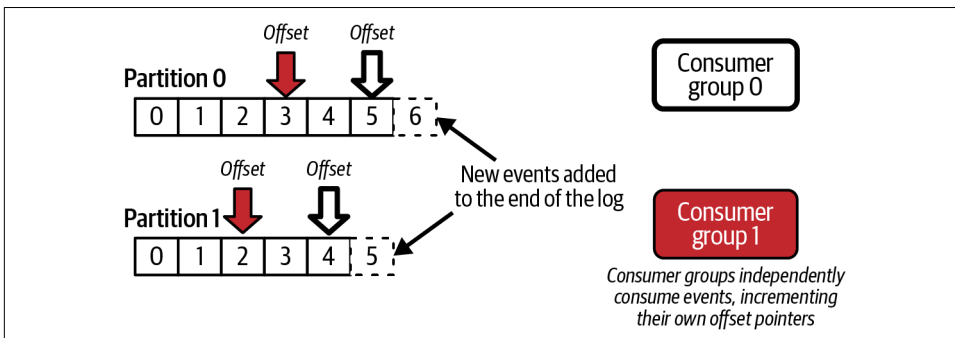 Offset
Offset
Partition 0
0 1 2 3 4 5 6
Offset
Offset
Partition 1
0 1 2 3 4 5
New events added
to the end of the log
Consumer
group 0
Consumer
group 1
Consumer groups independently
consume events, incrementing
their own offset pointers